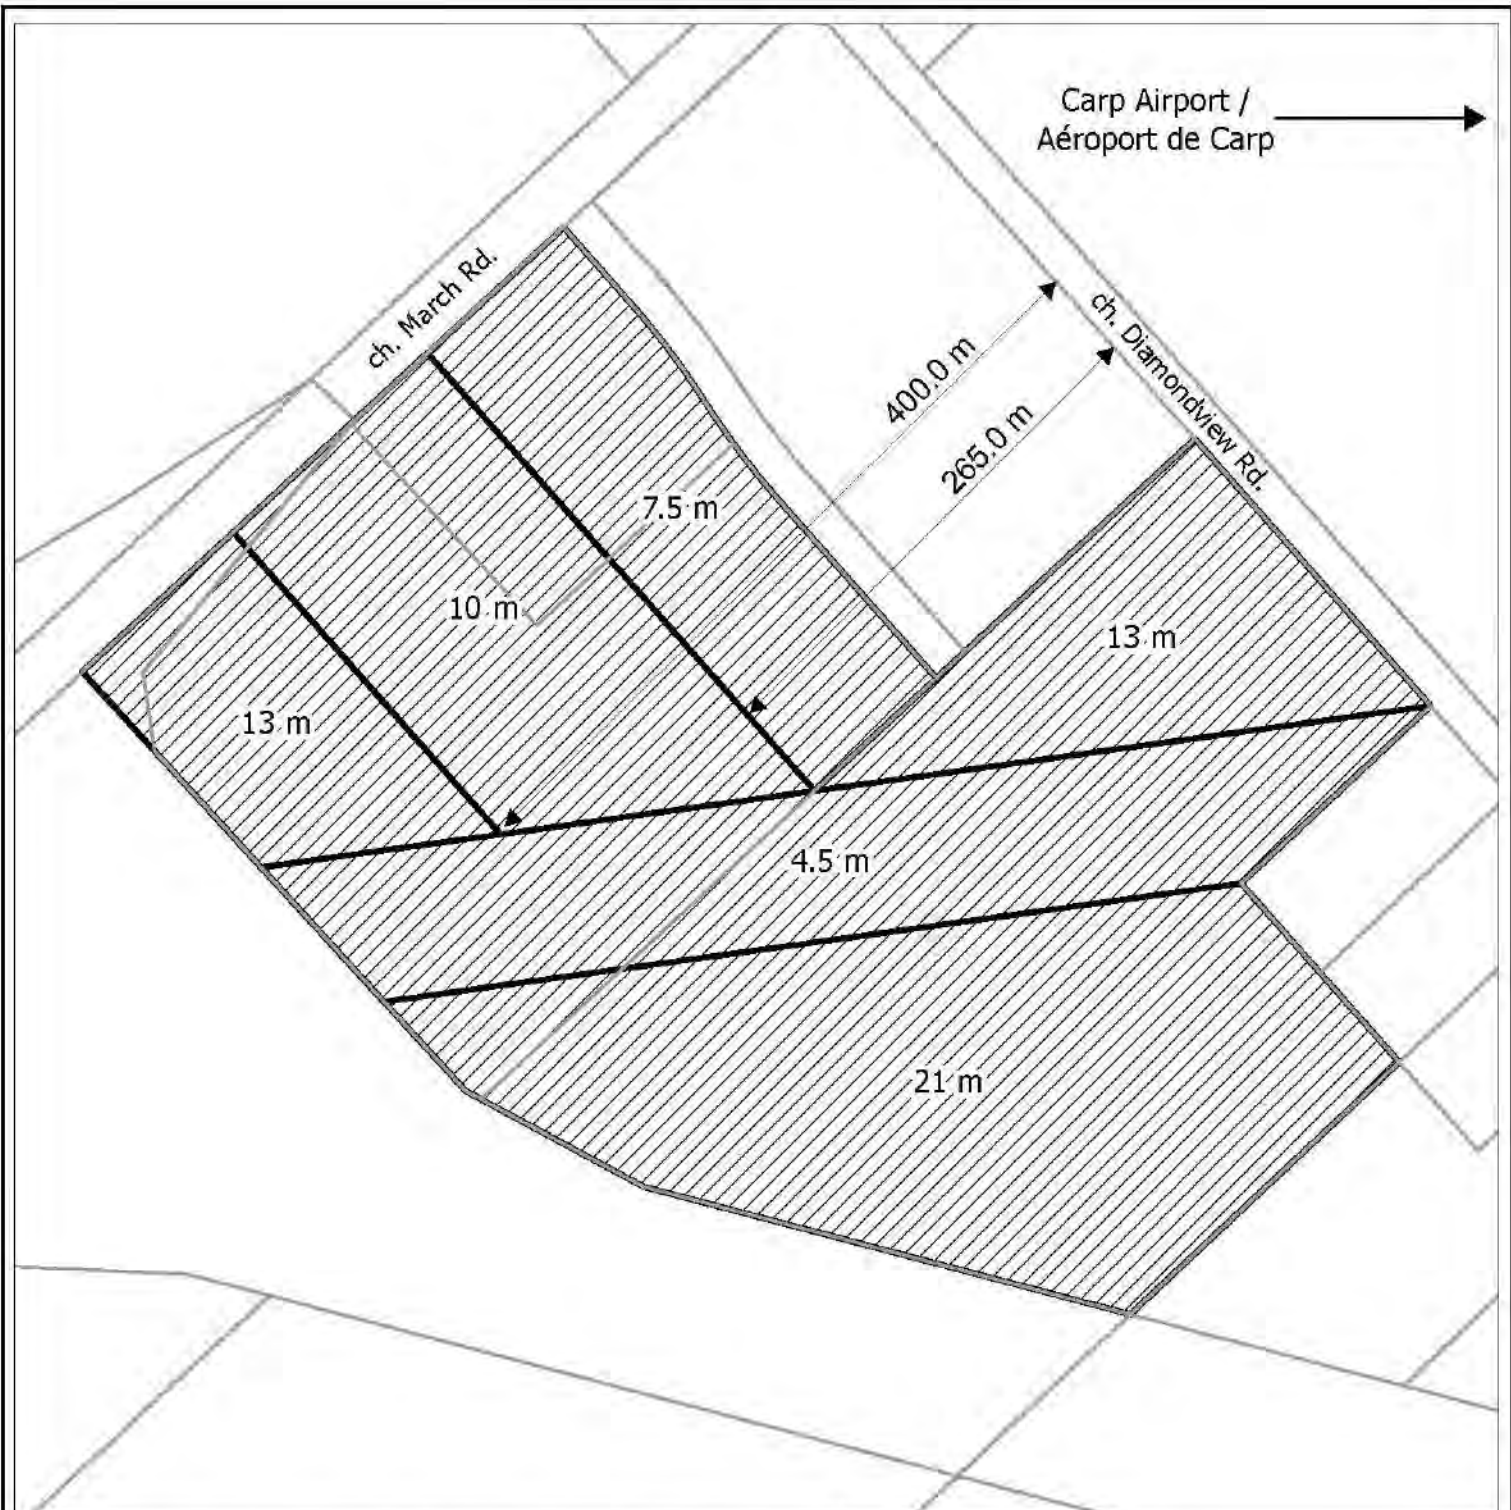 Carp Airport /
Aéroport de Carp
ch. March Rd.
ch. Diamondview Rd.
400.0 m
265.0 m
7.5 m
10 m
13 m
13 m
4.5 m
21 m